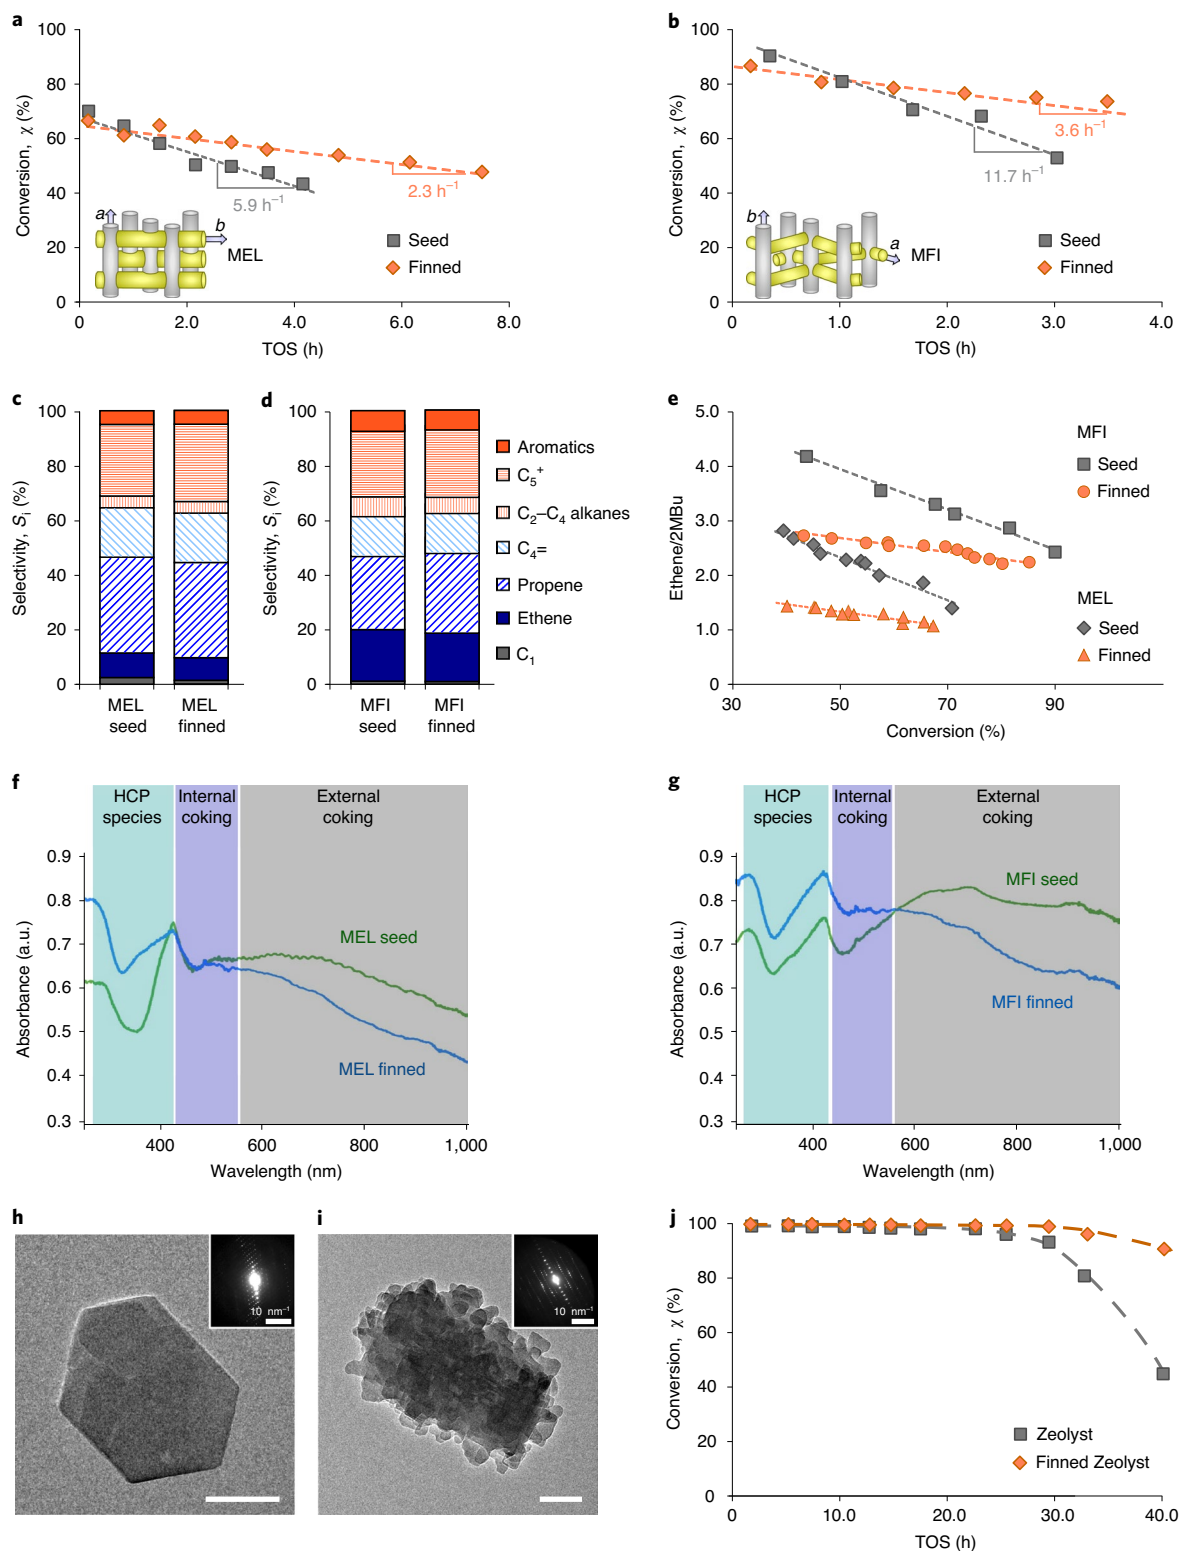 a
100
80
60
40
20
0
Conversion, χ (%)
5.9 h⁻¹
2.3 h⁻¹
a
b
MEL
Seed
Finned
0
2.0
4.0
6.0
8.0
TOS (h)
b
100
80
60
40
20
0
Conversion, χ (%)
3.6 h⁻¹
11.7 h⁻¹
b
a
MFI
Seed
Finned
0
1.0
2.0
3.0
4.0
TOS (h)
c
100
80
60
40
20
0
Selectivity, Sᵢ (%)
MEL
seed
MEL
finned
d
100
80
60
40
20
0
Selectivity, Sᵢ (%)
MFI
seed
MFI
finned
Aromatics
C₅⁺
C₂–C₄ alkanes
C₄=
Propene
Ethene
C₁
e
5.0
4.0
3.0
2.0
1.0
0
Ethene/2MBu
MFI
Seed
Finned
MEL
Seed
Finned
30
50
70
90
Conversion (%)
f
HCP
species
Internal
coking
External
coking
0.9
0.8
0.7
0.6
0.5
0.4
0.3
Absorbance (a.u.)
MEL seed
MEL finned
400
600
800
1,000
Wavelength (nm)
g
HCP
species
Internal
coking
External
coking
0.9
0.8
0.7
0.6
0.5
0.4
0.3
Absorbance (a.u.)
MFI seed
MFI finned
400
600
800
1,000
Wavelength (nm)
h
10 nm⁻¹
i
10 nm⁻¹
j
100
80
60
40
20
0
Conversion, χ (%)
Zeolyst
Finned Zeolyst
0
10.0
20.0
30.0
40.0
TOS (h)